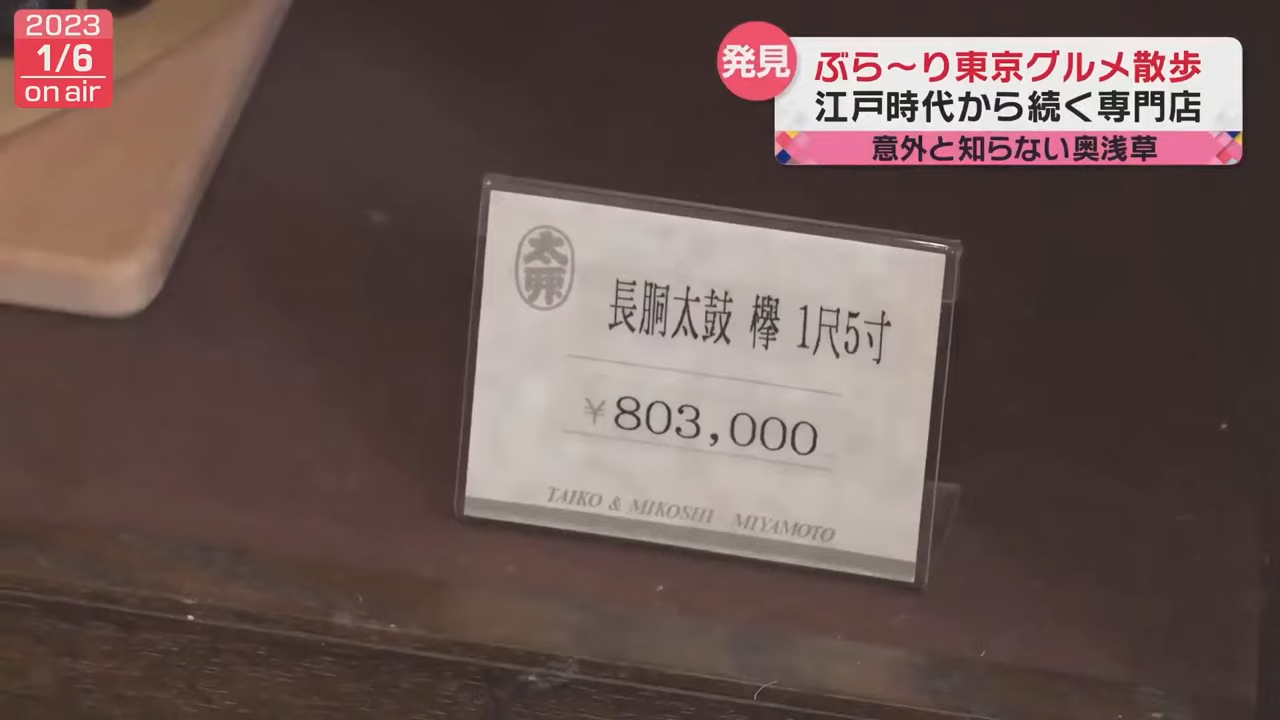 2023
1/6
on air
発見
ぶら～り東京グルメ散歩
江戸時代から続く専門店
意外と知らない奥浅草
長胴太鼓 欅 1尺5寸
¥803,000
TAIKO & MIKOSHI MIYAMOTO